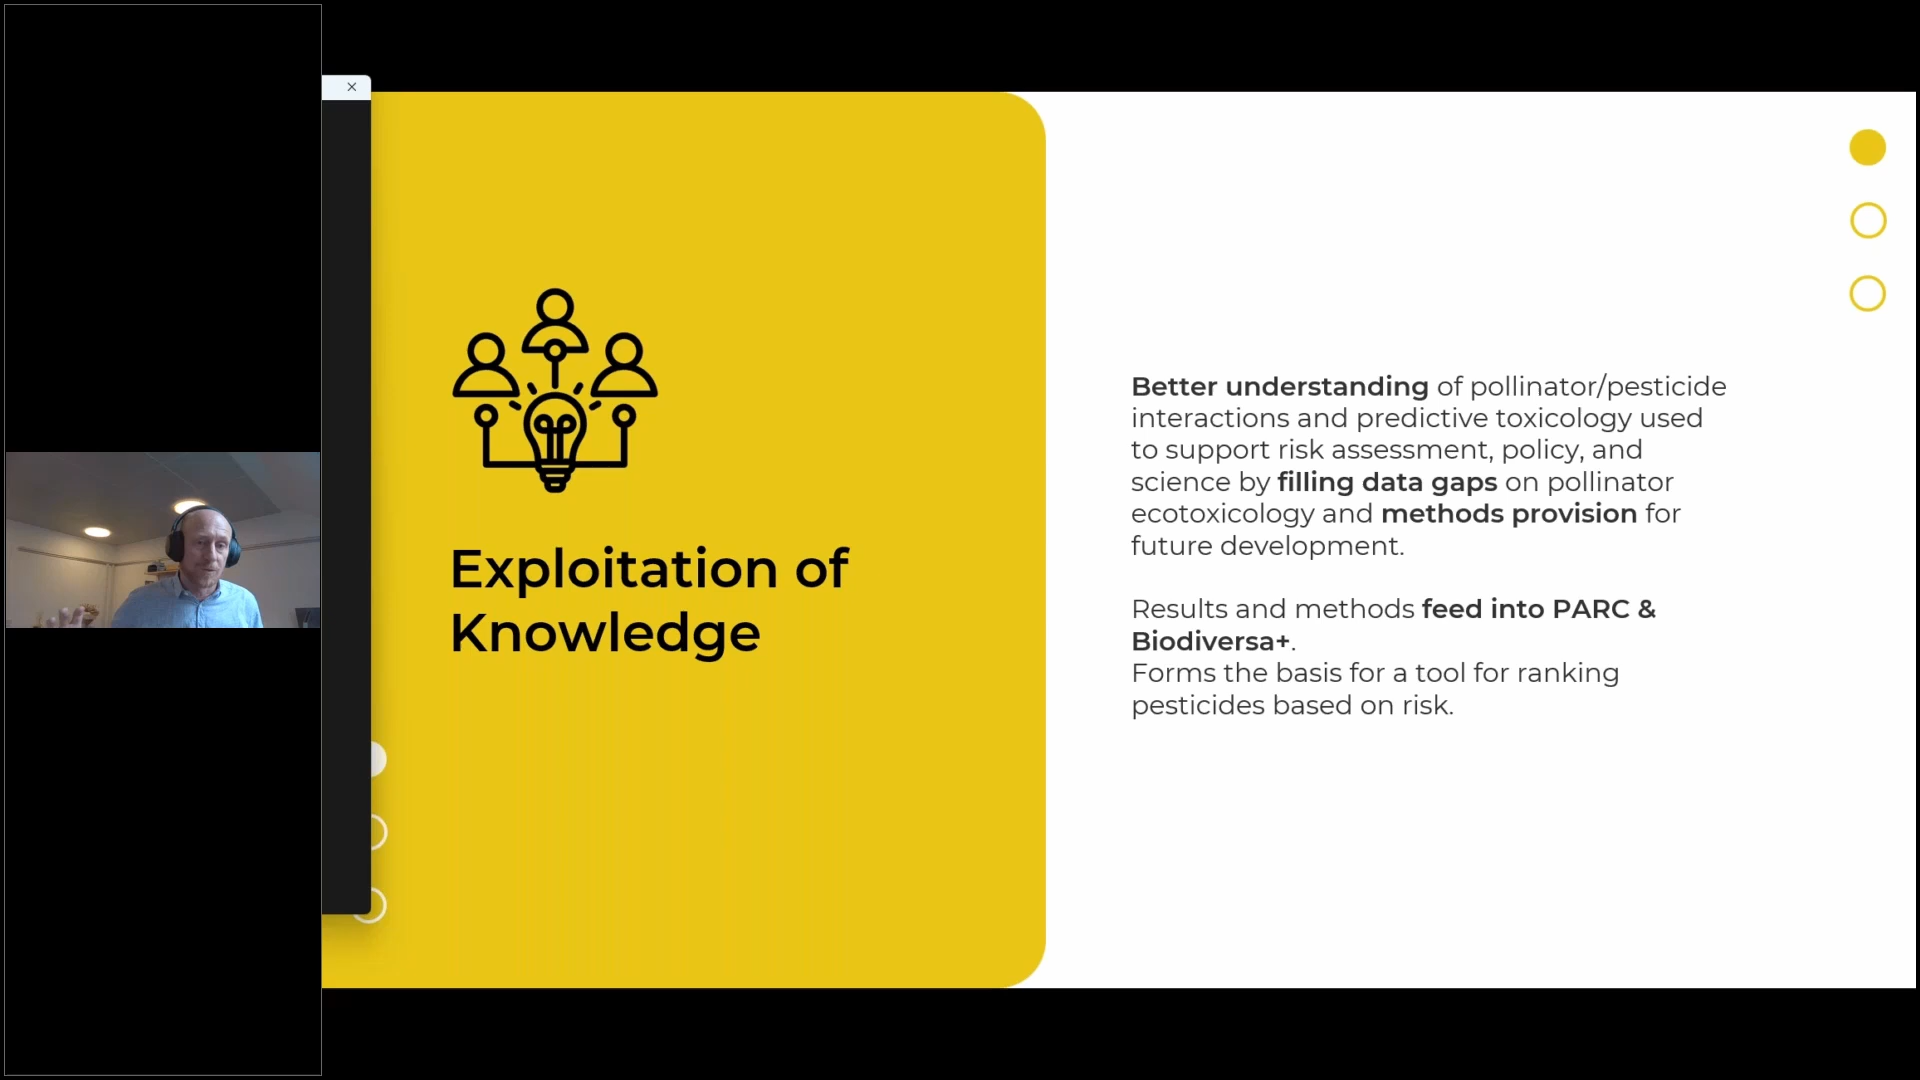 Exploitation of
Knowledge
Better understanding of pollinator/pesticide
interactions and predictive toxicology used
to support risk assessment, policy, and
science by filling data gaps on pollinator
ecotoxicology and methods provision for
future development.
Results and methods feed into PARC &
Biodiversa+.
Forms the basis for a tool for ranking
pesticides based on risk.